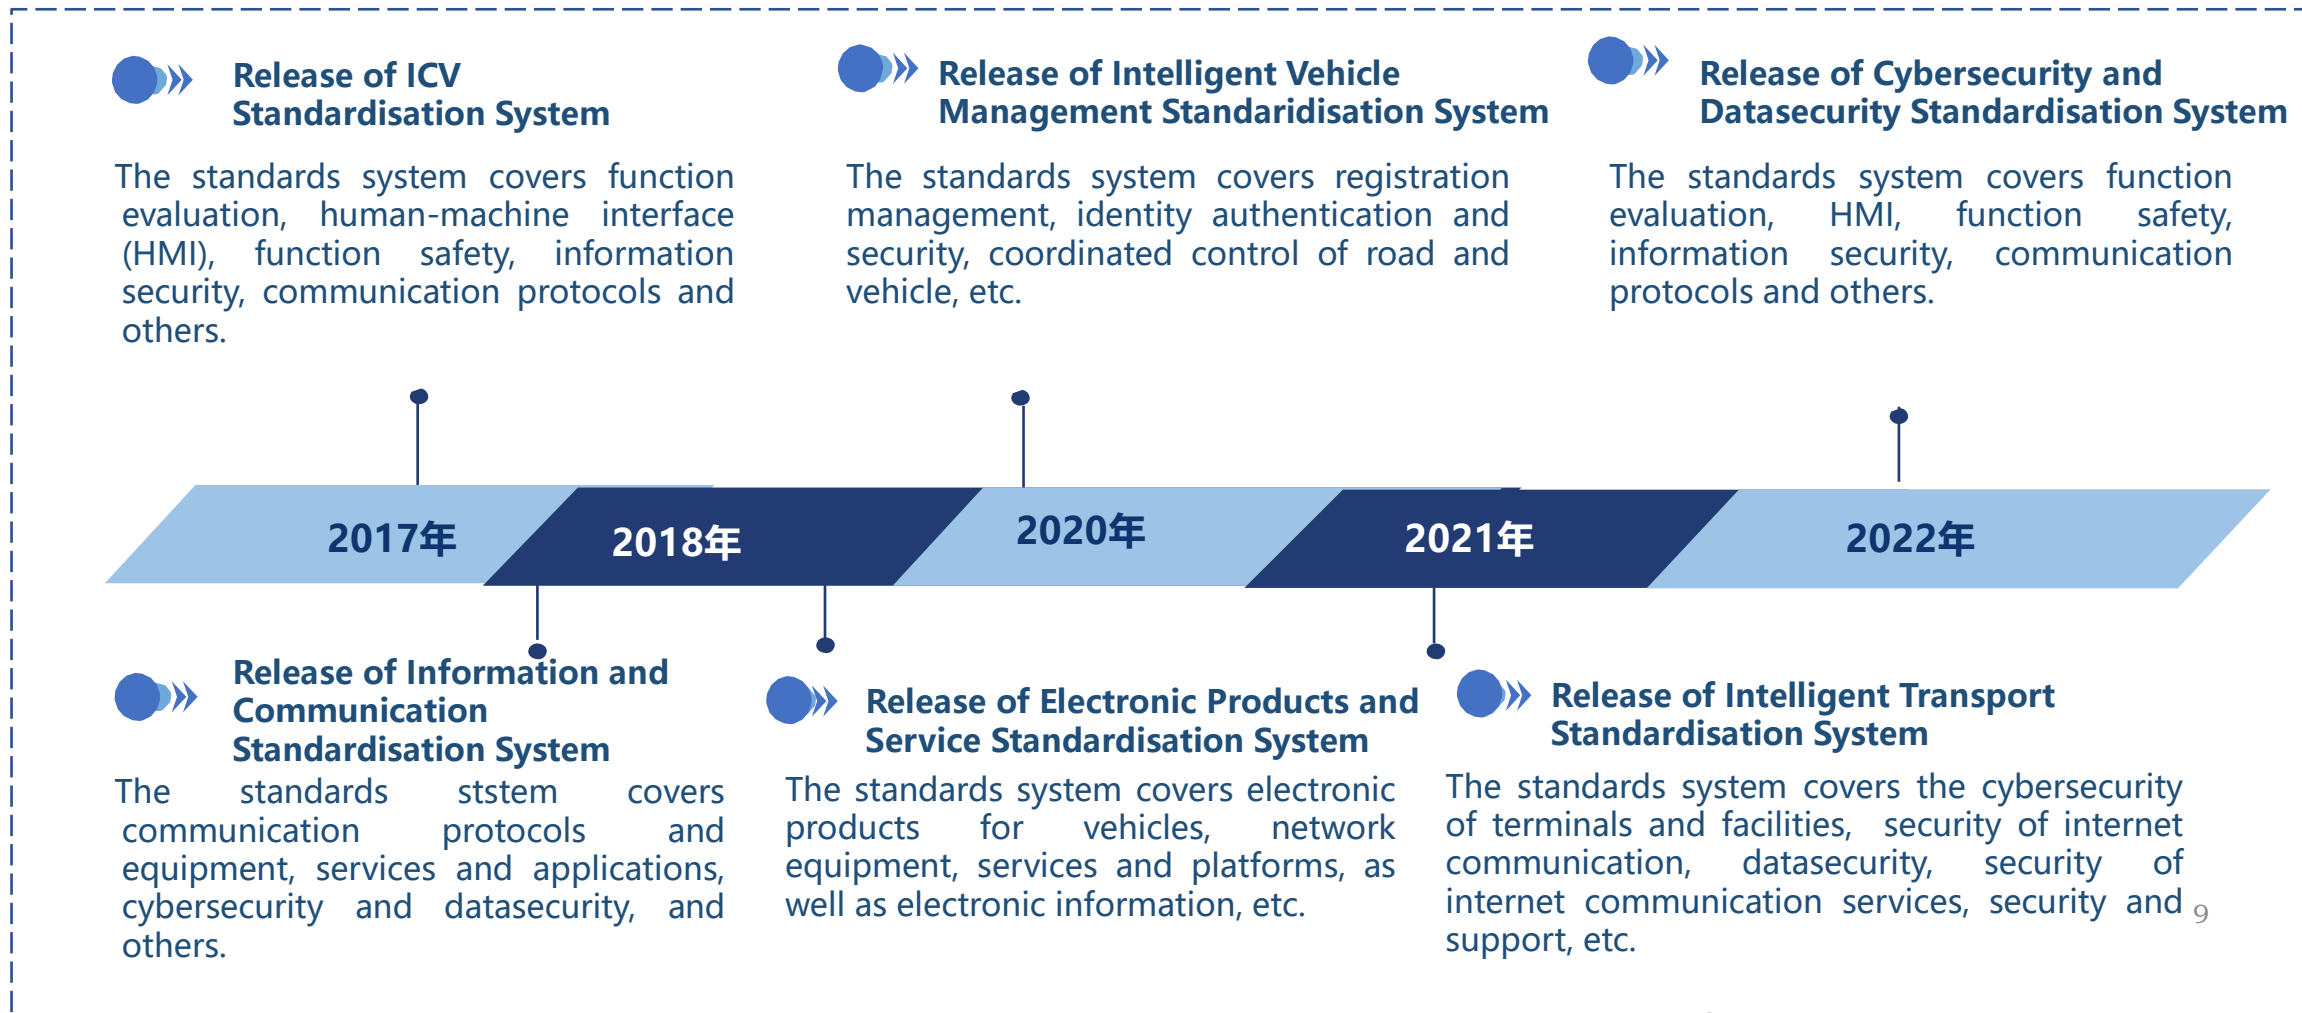 Release of ICV
Standardisation System
The standards system covers function
evaluation, human-machine interface
(HMI), function safety, information
security, communication protocols and
others.
Release of Intelligent Vehicle
Management Standaridisation System
The standards system covers registration
management, identity authentication and
security, coordinated control of road and
vehicle, etc.
Release of Cybersecurity and
Datasecurity Standardisation System
The standards system covers function
evaluation, HMI, function safety,
information security, communication
protocols and others.
2017年
2018年
2020年
2021年
2022年
Release of Information and
Communication
Standardisation System
The standards ststem covers
communication protocols and
equipment, services and applications,
cybersecurity and datasecurity, and
others.
Release of Electronic Products and
Service Standardisation System
The standards system covers electronic
products for vehicles, network
equipment, services and platforms, as
well as electronic information, etc.
Release of Intelligent Transport
Standardisation System
The standards system covers the cybersecurity
of terminals and facilities, security of internet
communication, datasecurity, security of
internet communication services, security and
support, etc.
9